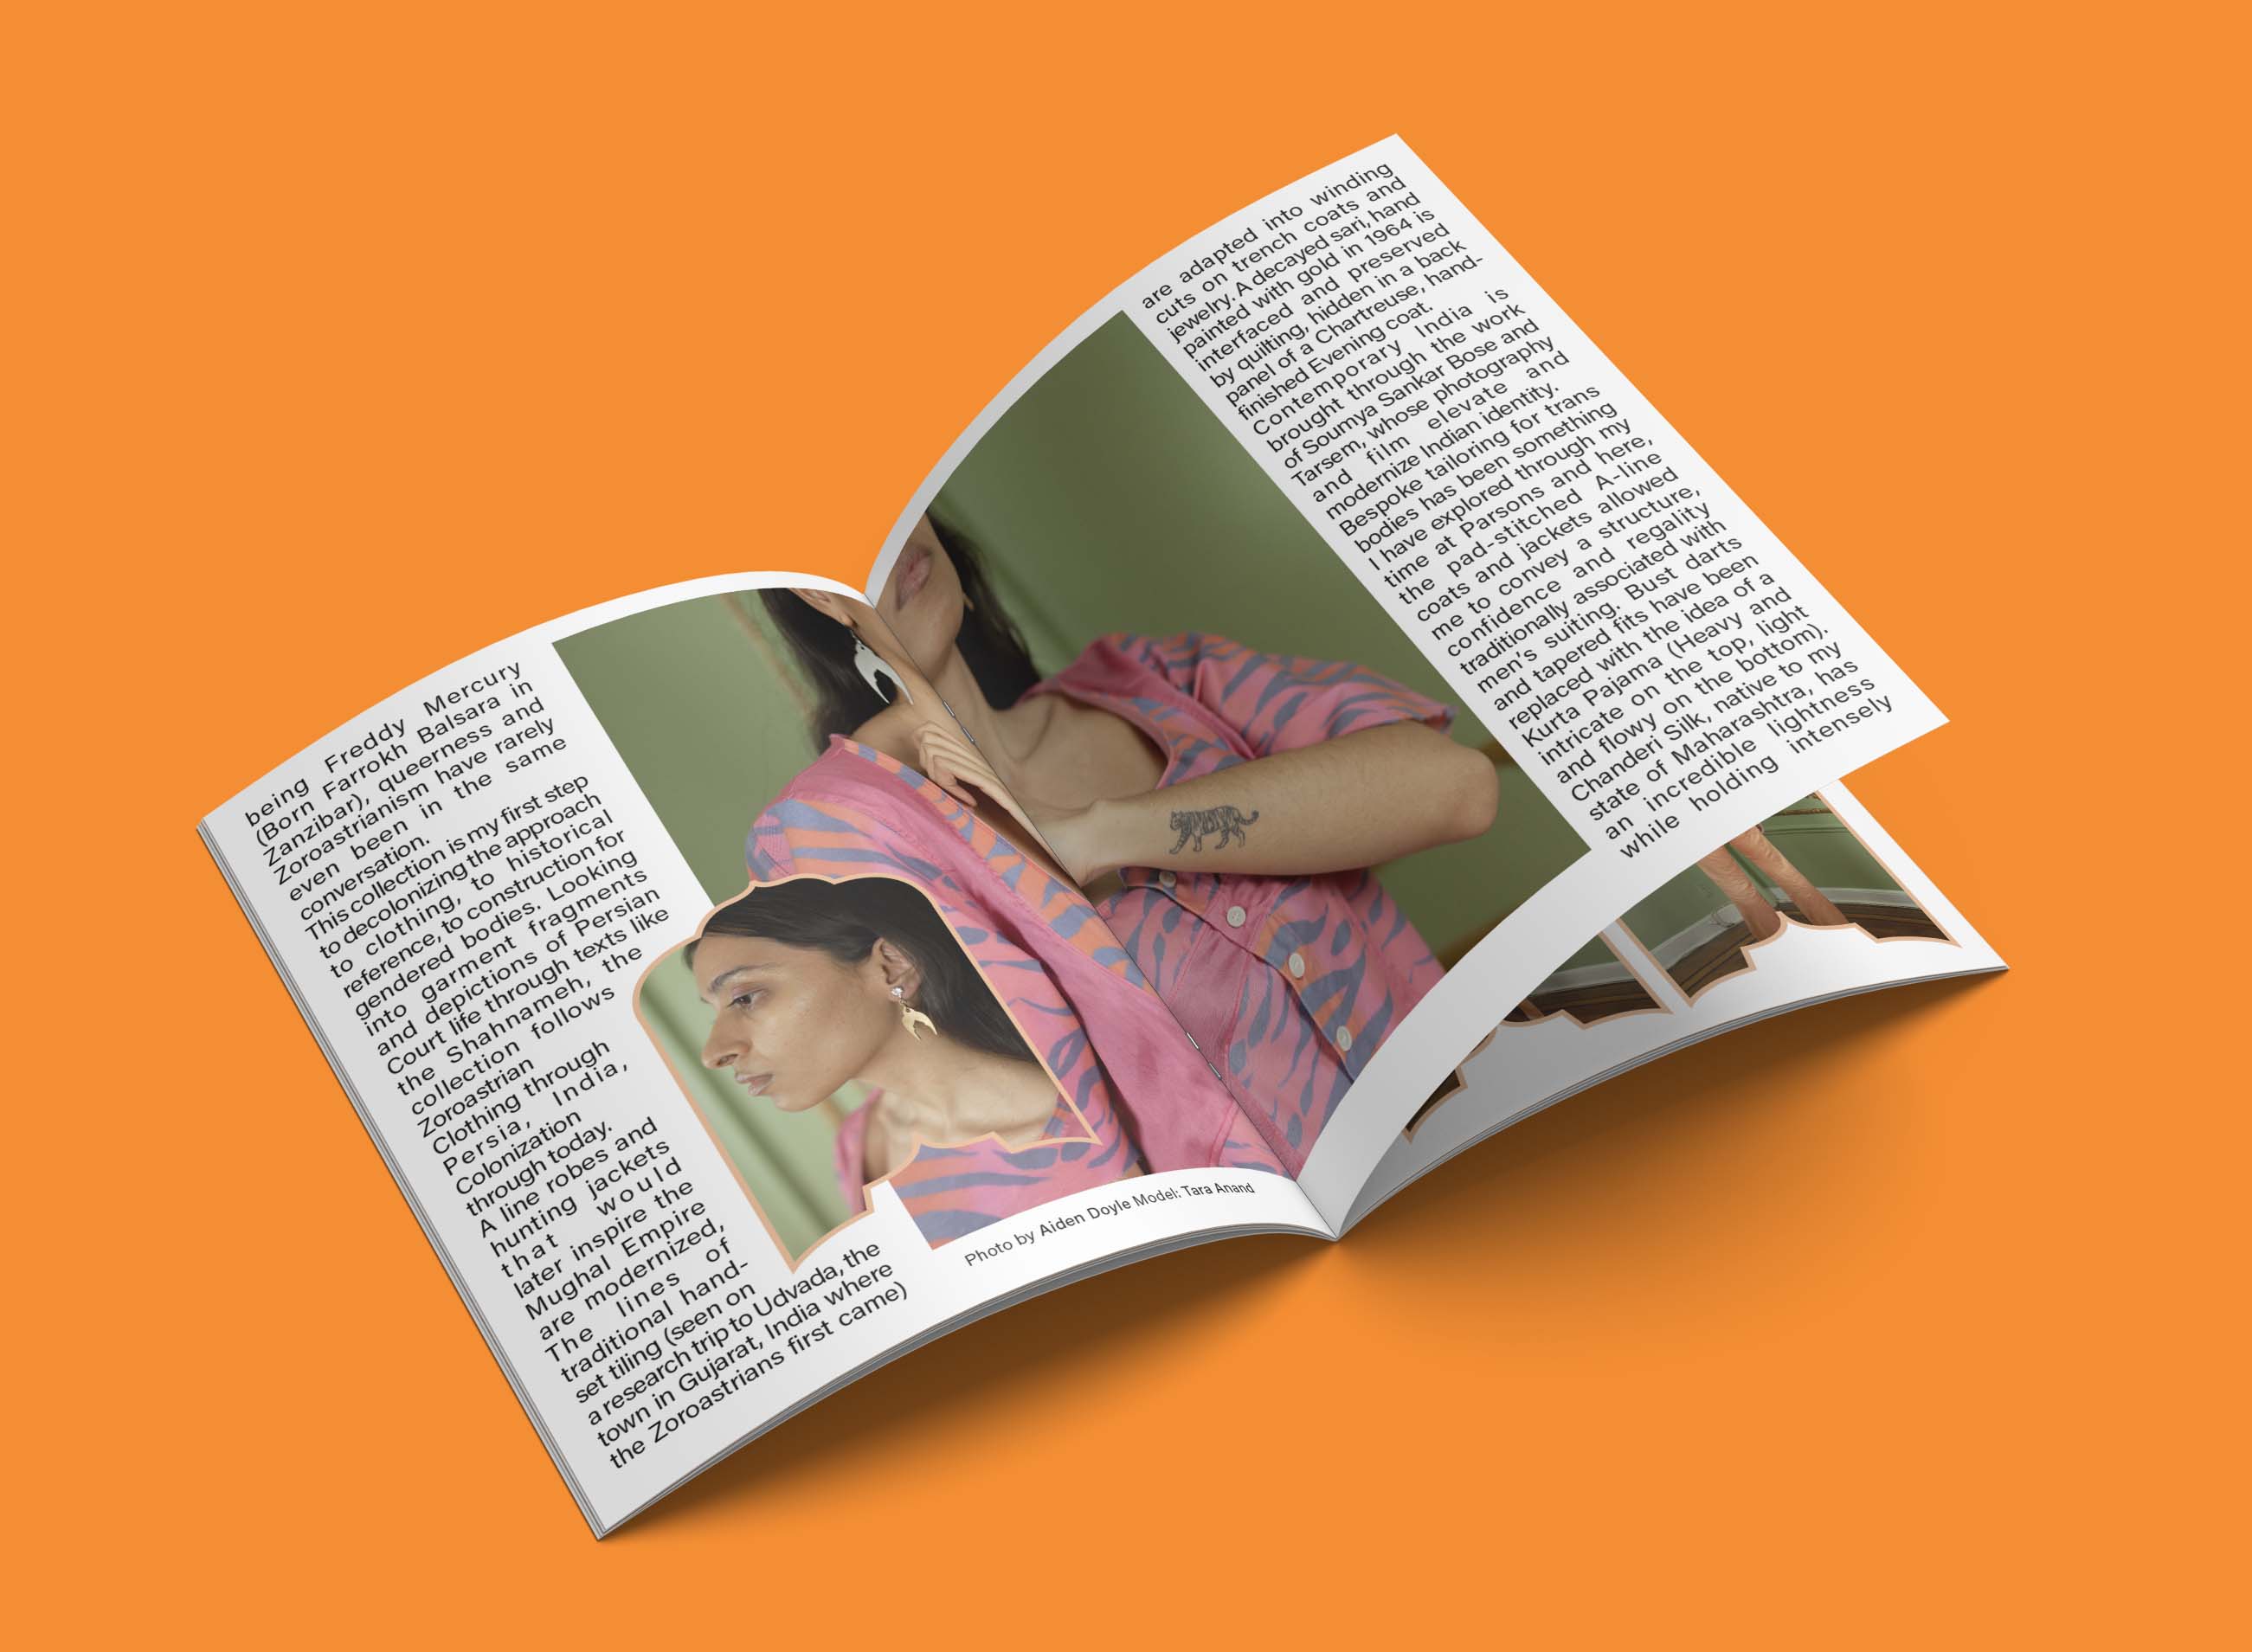 being Freddy Mercury
(Born Farrokh Balsara in
Zanzibar), queerness and
Zoroastrianism have rarely
even been in the same
conversation.
This collection is my first step
to decolonizing the approach
to clothing, to historical
reference, to construction for
gendered bodies. Looking
into garment fragments
and depictions of Persian
Court life through texts like
the Shahnameh, the
collection follows
Zoroastrian
Clothing through
Persia, India,
Colonization
through today.
A line robes and
hunting jackets
that would
later inspire the
Mughal Empire
are modernized,
The lines of
traditional hand-
set tiling (seen on
a research trip to Udvada, the
town in Gujarat, India where
the Zoroastrians first came)
Photo by Aiden Doyle Model: Tara Anand
are adapted into winding
cuts on trench coats and
jewelry. A decayed sari, hand
painted with gold in 1964 is
interfaced and preserved
by quilting, hidden in a back
panel of a Chartreuse, hand-
finished Evening coat.
Contemporary India is
brought through the work
of Soumya Sankar Bose and
Tarsem, whose photography
and film elevate and
modernize Indian identity.
Bespoke tailoring for trans
bodies has been something
I have explored through my
time at Parsons and here,
the pad-stitched A-line
coats and jackets allowed
me to convey a structure,
confidence and regality
traditionally associated with
men's suiting. Bust darts
and tapered fits have been
replaced with the idea of a
Kurta Pajama (Heavy and
intricate on the top, light
and flowy on the bottom).
Chanderi Silk, native to my
state of Maharashtra, has
an incredible lightness
while holding intensely